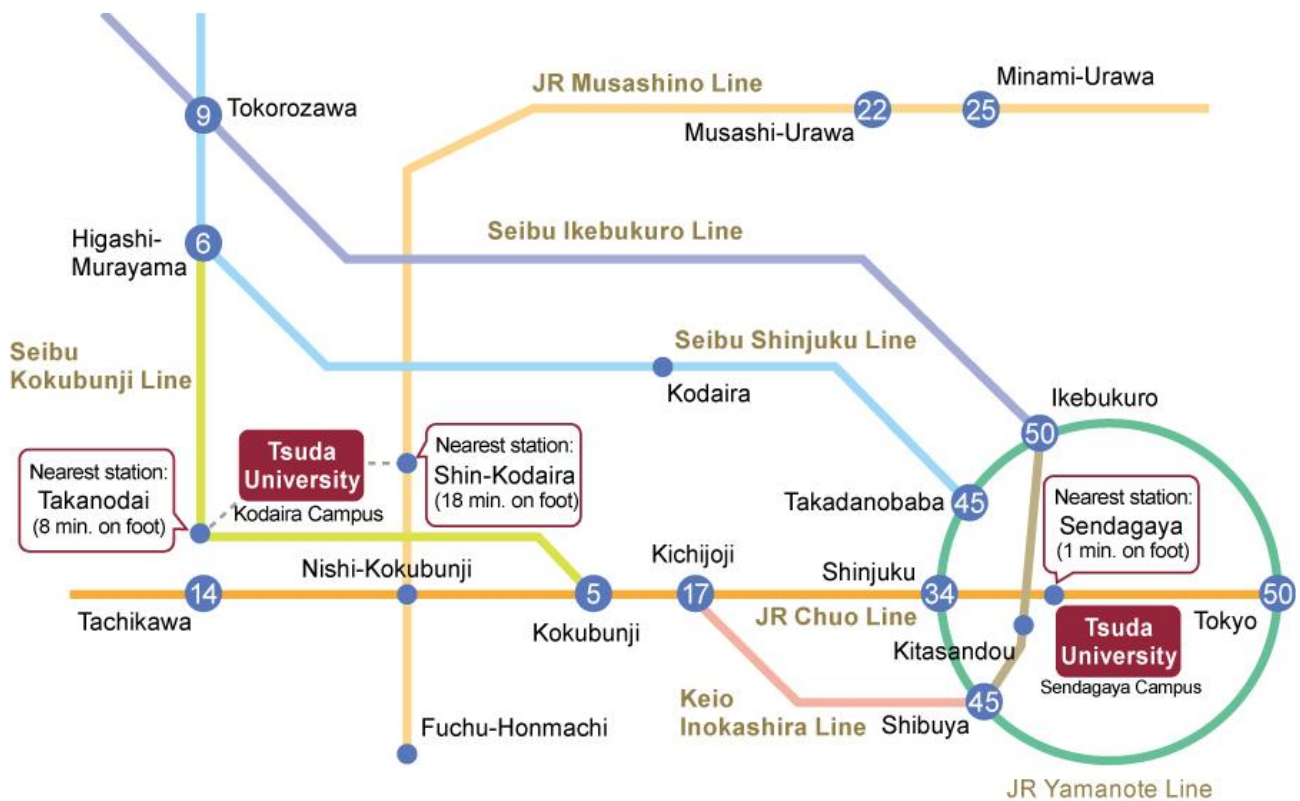 JR Musashino Line
Minami-Urawa
9
Tokorozawa
Musashi-Urawa
22
25
Higashi-
Murayama
6
Seibu Ikebukuro Line
Seibu
Kokubunji Line
Seibu Shinjuku Line
Kodaira
Ikebukuro
50
Nearest station:
Takanodai
(8 min. on foot)
Tsuda
University
Kodaira Campus
Nearest station:
Shin-Kodaira
(18 min. on foot)
Takadanobaba
45
Nearest station:
Sendagaya
(1 min. on foot)
Nishi-Kokubunji
Kichijoji
Shinjuku
14
Tachikawa
5
Kokubunji
17
JR Chuo Line
34
50
Tokyo
Kitasandou
Tsuda
University
Sendagaya Campus
Keio
Inokashira Line
Shibuya
45
Fuchu-Honmachi
JR Yamanote Line